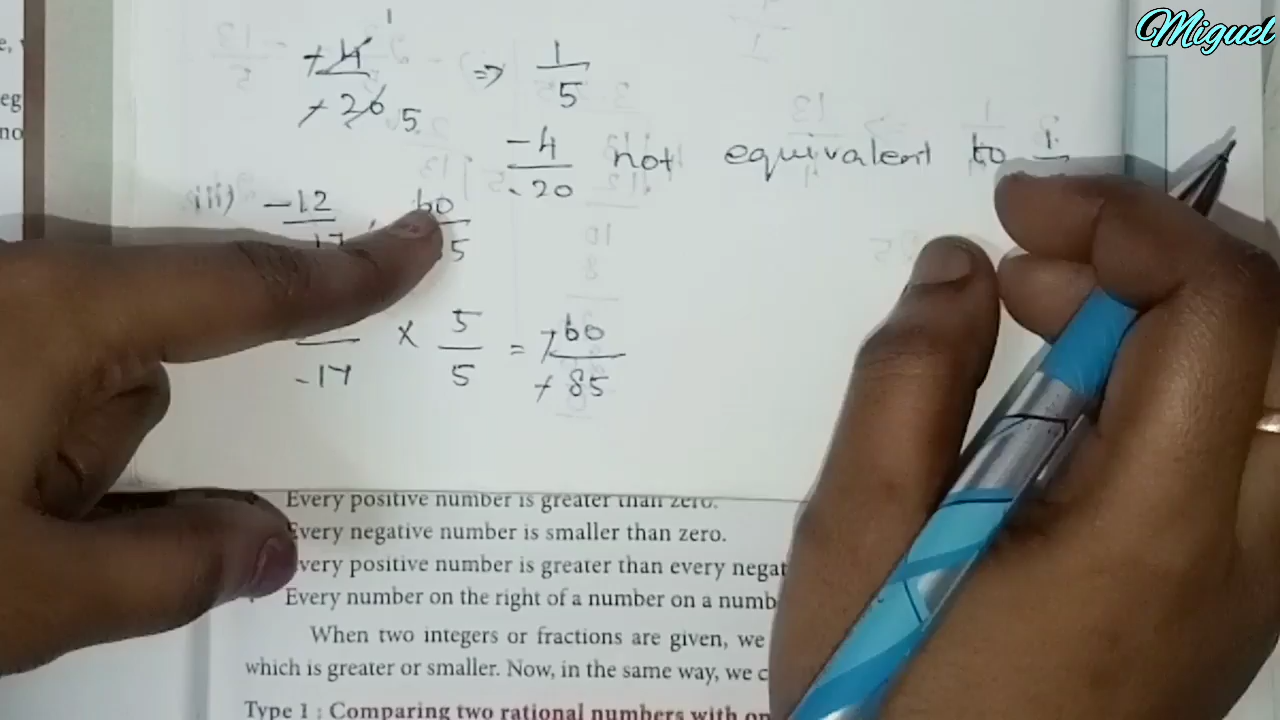 Miguel
1
+4
+20 5 => 1/5
-4/-20 not equivalent to 1
iii) -12/17 , 60/5
-17 × 5/5 = +60/+85
Every positive number is greater than zero.
Every negative number is smaller than zero.
very positive number is greater than every negat
Every number on the right of a number on a numb
When two integers or fractions are given, we
which is greater or smaller. Now, in the same way, we c
Type 1 : Comparing two rational numbers with